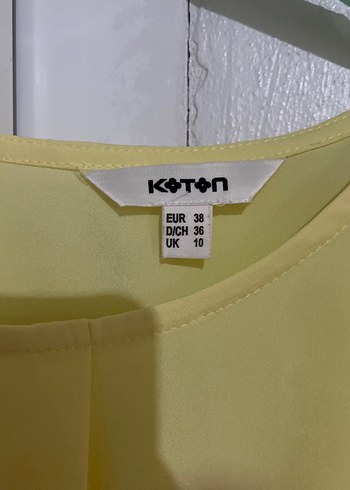 KOTON
EUR 38
D/CH 36
UK 10